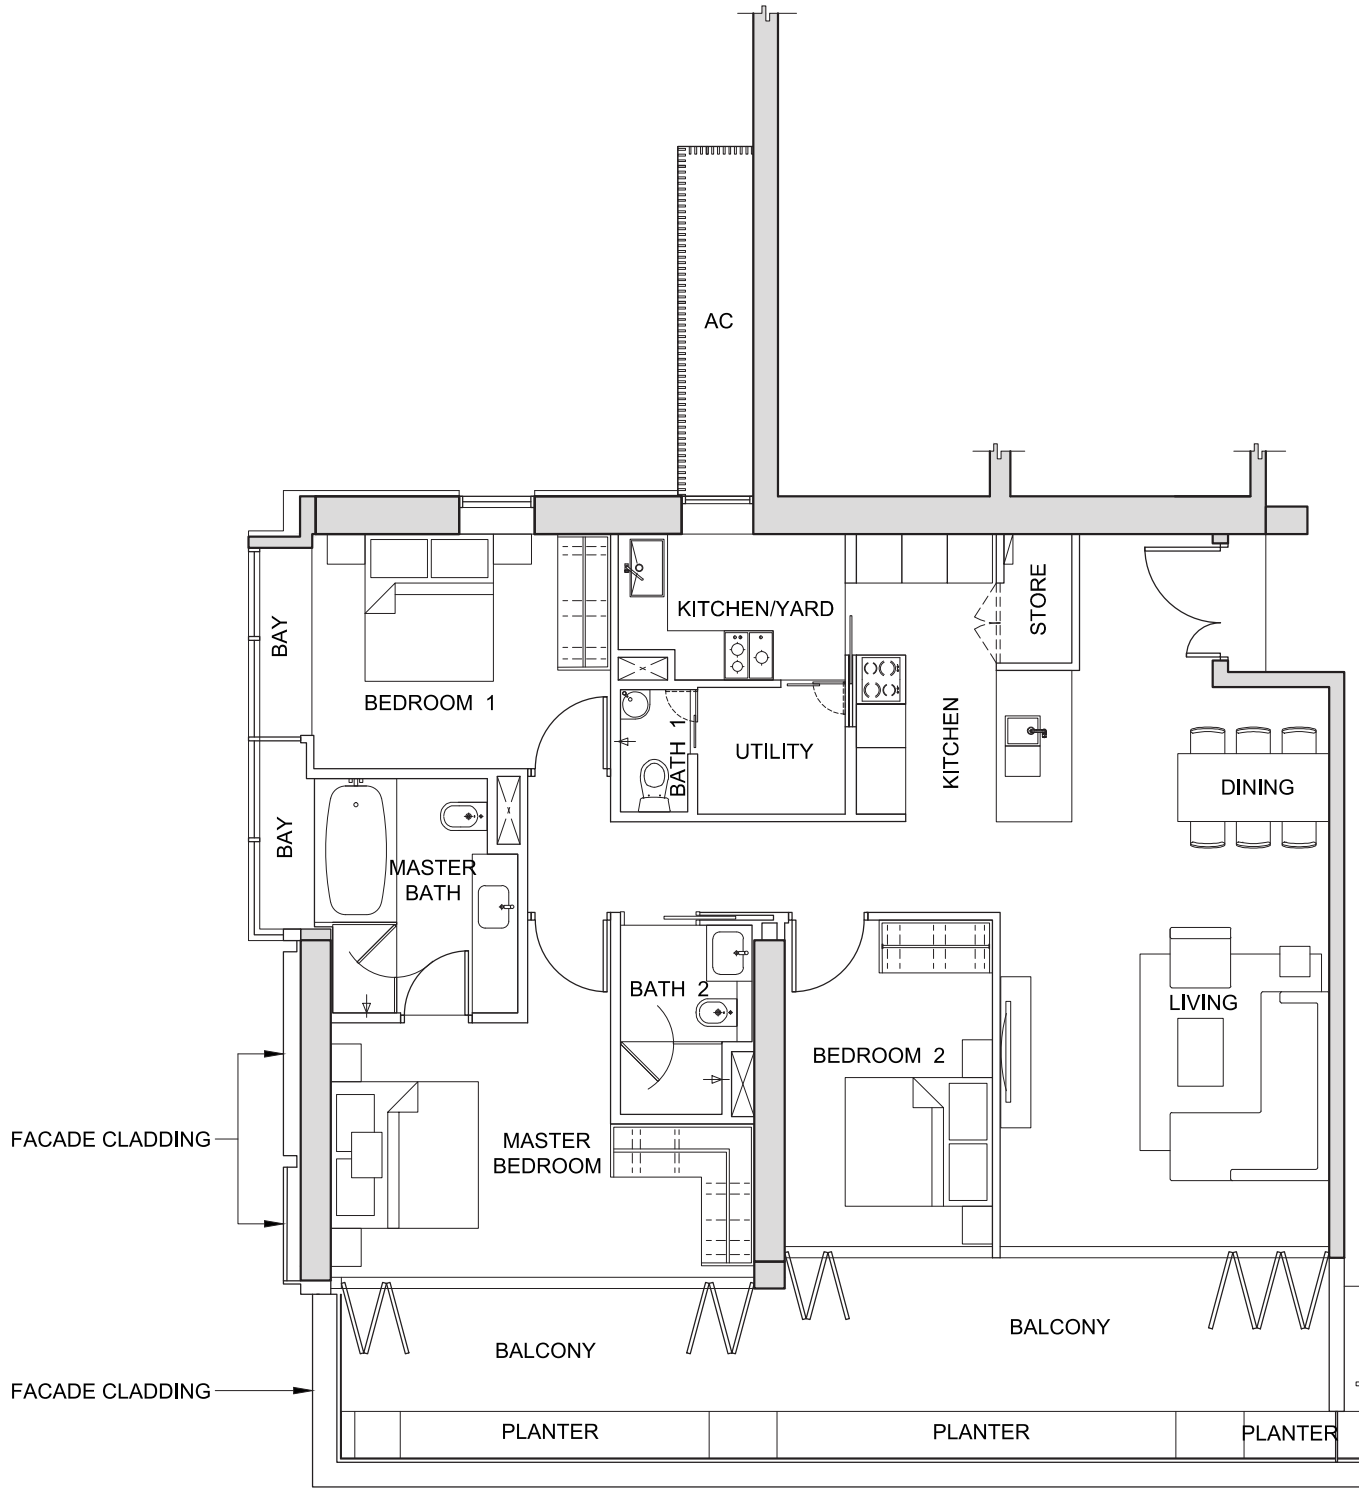 AC
KITCHEN/YARD
STORE
BAY
BEDROOM 1
BATH 1
UTILITY
KITCHEN
DINING
BAY
MASTER
BATH
BATH 2
LIVING
BEDROOM 2
FACADE CLADDING
MASTER
BEDROOM
BALCONY
BALCONY
FACADE CLADDING
PLANTER
PLANTER
PLANTER